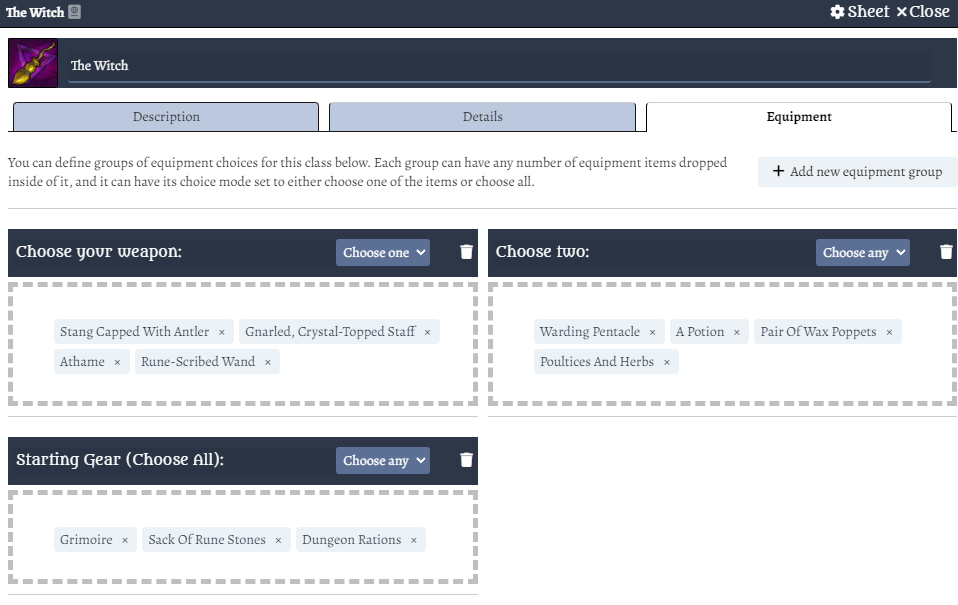 The Witch
Sheet Close
The Witch
Description Details Equipment
You can define groups of equipment choices for this class below. Each group can have any number of equipment items dropped
inside of it, and it can have its choice mode set to either choose one of the items or choose all.
Add new equipment group
Choose your weapon: Choose one
Stang Capped With Antler × Gnarled, Crystal-Topped Staff ×
Athame × Rune-Scribed Wand ×
Choose two: Choose any
Warding Pentacle × A Potion × Pair Of Wax Poppets ×
Poultices And Herbs ×
Starting Gear (Choose All): Choose any
Grimoire × Sack Of Rune Stones × Dungeon Rations ×